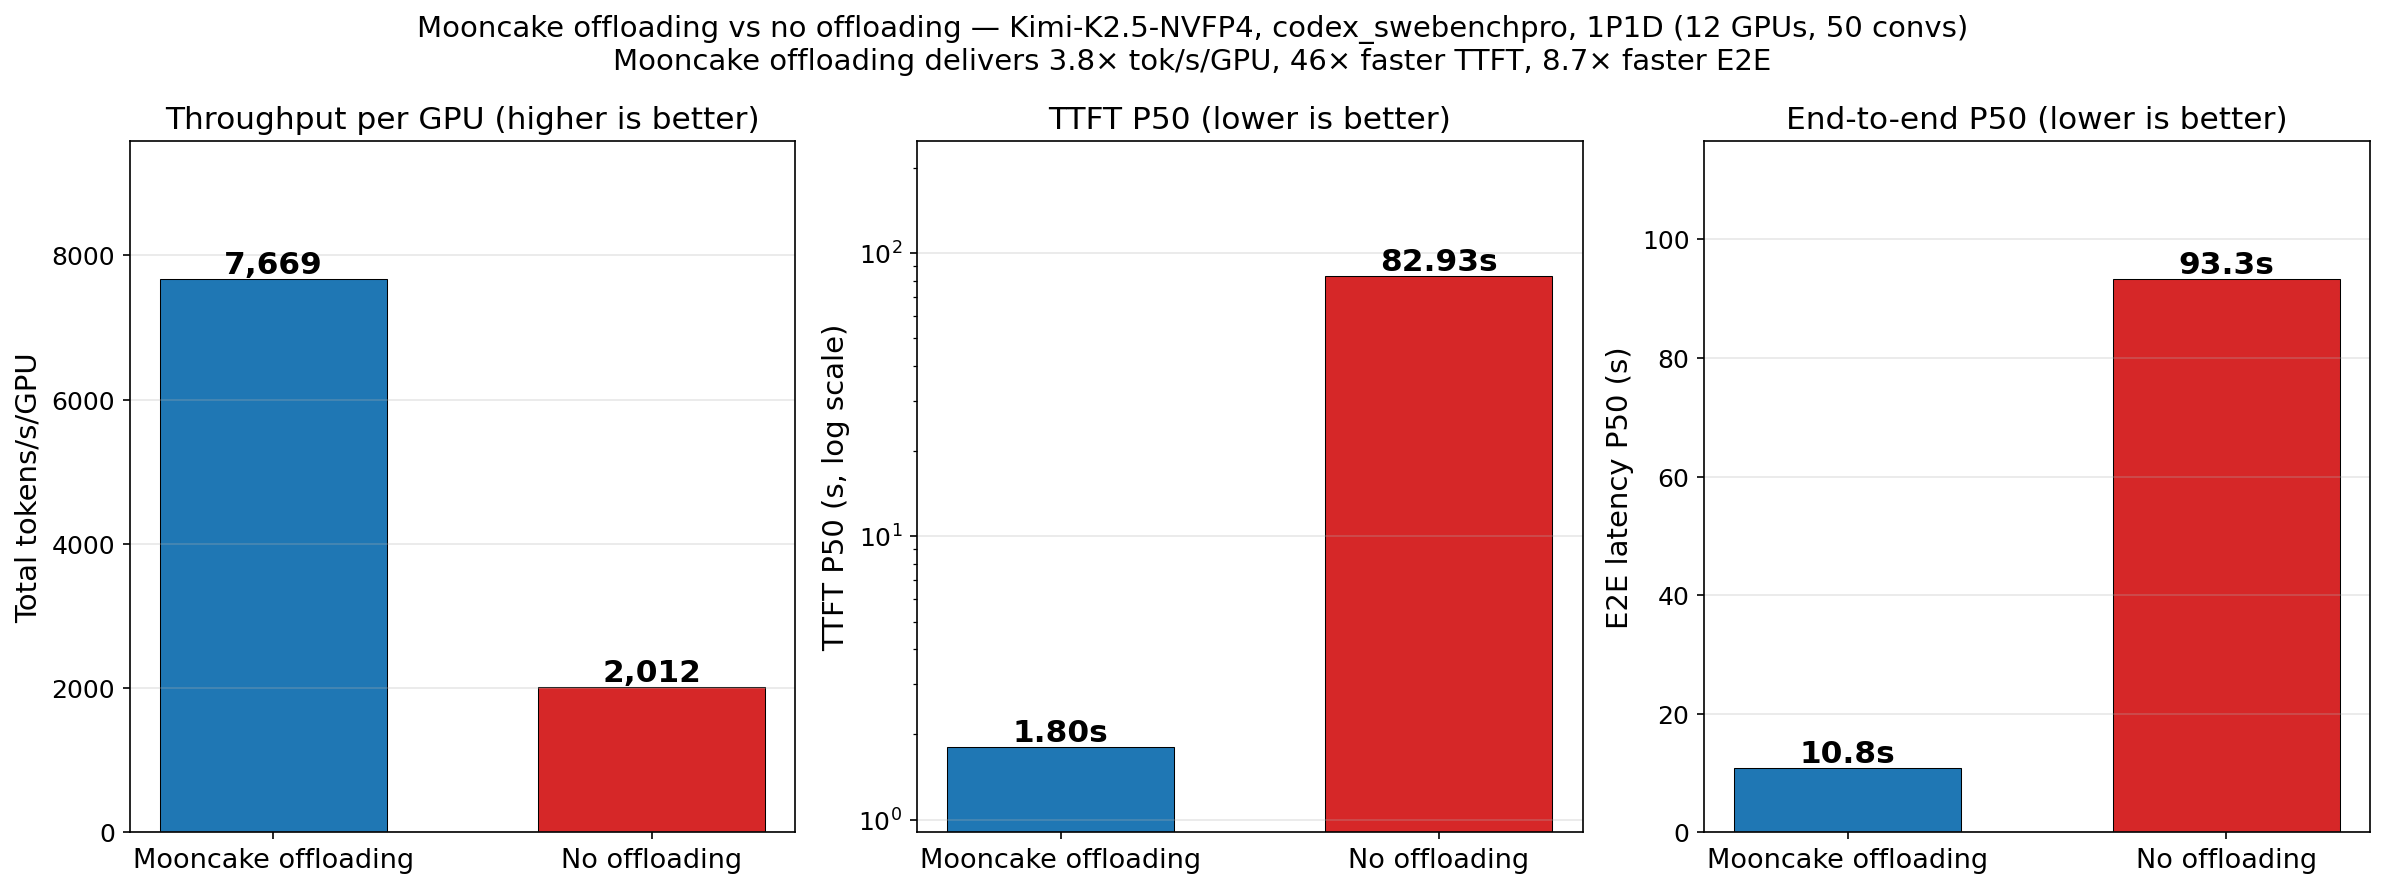 Mooncake offloading vs no offloading — Kimi-K2.5-NVFP4, codex_swebenchpro, 1P1D (12 GPUs, 50 convs)
Mooncake offloading delivers 3.8× tok/s/GPU, 46× faster TTFT, 8.7× faster E2E
Throughput per GPU (higher is better)
Total tokens/s/GPU
8000
6000
4000
2000
0
7,669
2,012
Mooncake offloading
No offloading
TTFT P50 (lower is better)
TTFT P50 (s, log scale)
10²
10¹
10⁰
1.80s
82.93s
Mooncake offloading
No offloading
End-to-end P50 (lower is better)
E2E latency P50 (s)
100
80
60
40
20
0
10.8s
93.3s
Mooncake offloading
No offloading